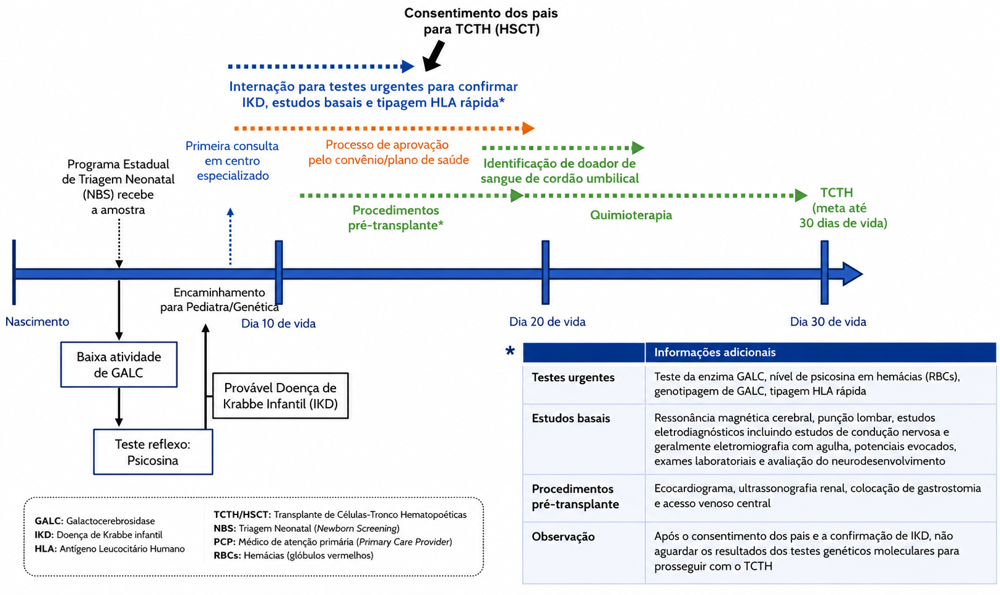 Consentimento dos pais
para TCTH (HSCT)
Internação para testes urgentes para confirmar
IKD, estudos basais e tipagem HLA rápida*
Primeira consulta
em centro
especializado
Processo de aprovação
pelo convênio/plano de saúde
Identificação de doador de
sangue de cordão umbilical
Programa Estadual
de Triagem Neonatal
(NBS) recebe
a amostra
Procedimentos
pré-transplante*
Quimioterapia
TCTH
(meta até
30 dias de vida)
Encaminhamento
para Pediatra/Genética
Nascimento
Dia 10 de vida
Dia 20 de vida
Dia 30 de vida
Baixa atividade
de GALC
Provável Doença de
Krabbe Infantil (IKD)
Teste reflexo:
Psicosina
*
Informações adicionais
Testes urgentes
Teste da enzima GALC, nível de psicosina em hemácias (RBCs),
genotipagem de GALC, tipagem HLA rápida
Estudos basais
Ressonância magnética cerebral, punção lombar, estudos
eletrodiagnósticos incluindo estudos de condução nervosa e
geralmente eletromiografia com agulha, potenciais evocados,
exames laboratoriais e avaliação do neurodesenvolvimento
Procedimentos
pré-transplante
Ecocardiograma, ultrassonografia renal, colocação de gastrostomia
e acesso venoso central
Observação
Após o consentimento dos pais e a confirmação de IKD, não
aguardar os resultados dos testes genéticos moleculares para
prosseguir com o TCTH
GALC: Galactocerebrosidase
IKD: Doença de Krabbe infantil
HLA: Antígeno Leucocitário Humano
TCTH/HSCT: Transplante de Células-Tronco Hematopoéticas
NBS: Triagem Neonatal (Newborn Screening)
PCP: Médico de atenção primária (Primary Care Provider)
RBCs: Hemácias (glóbulos vermelhos)